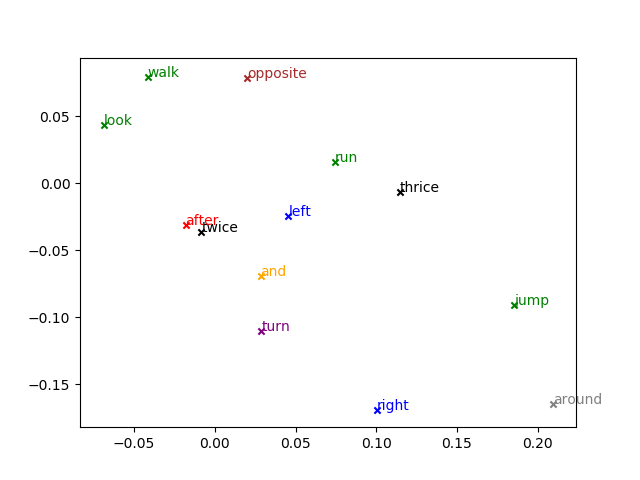 walk
opposite
look
run
thrice
left
after
twice
and
jump
turn
around
right
0.05
0.00
−0.05
−0.10
−0.15
−0.05 0.00 0.05 0.10 0.15 0.20